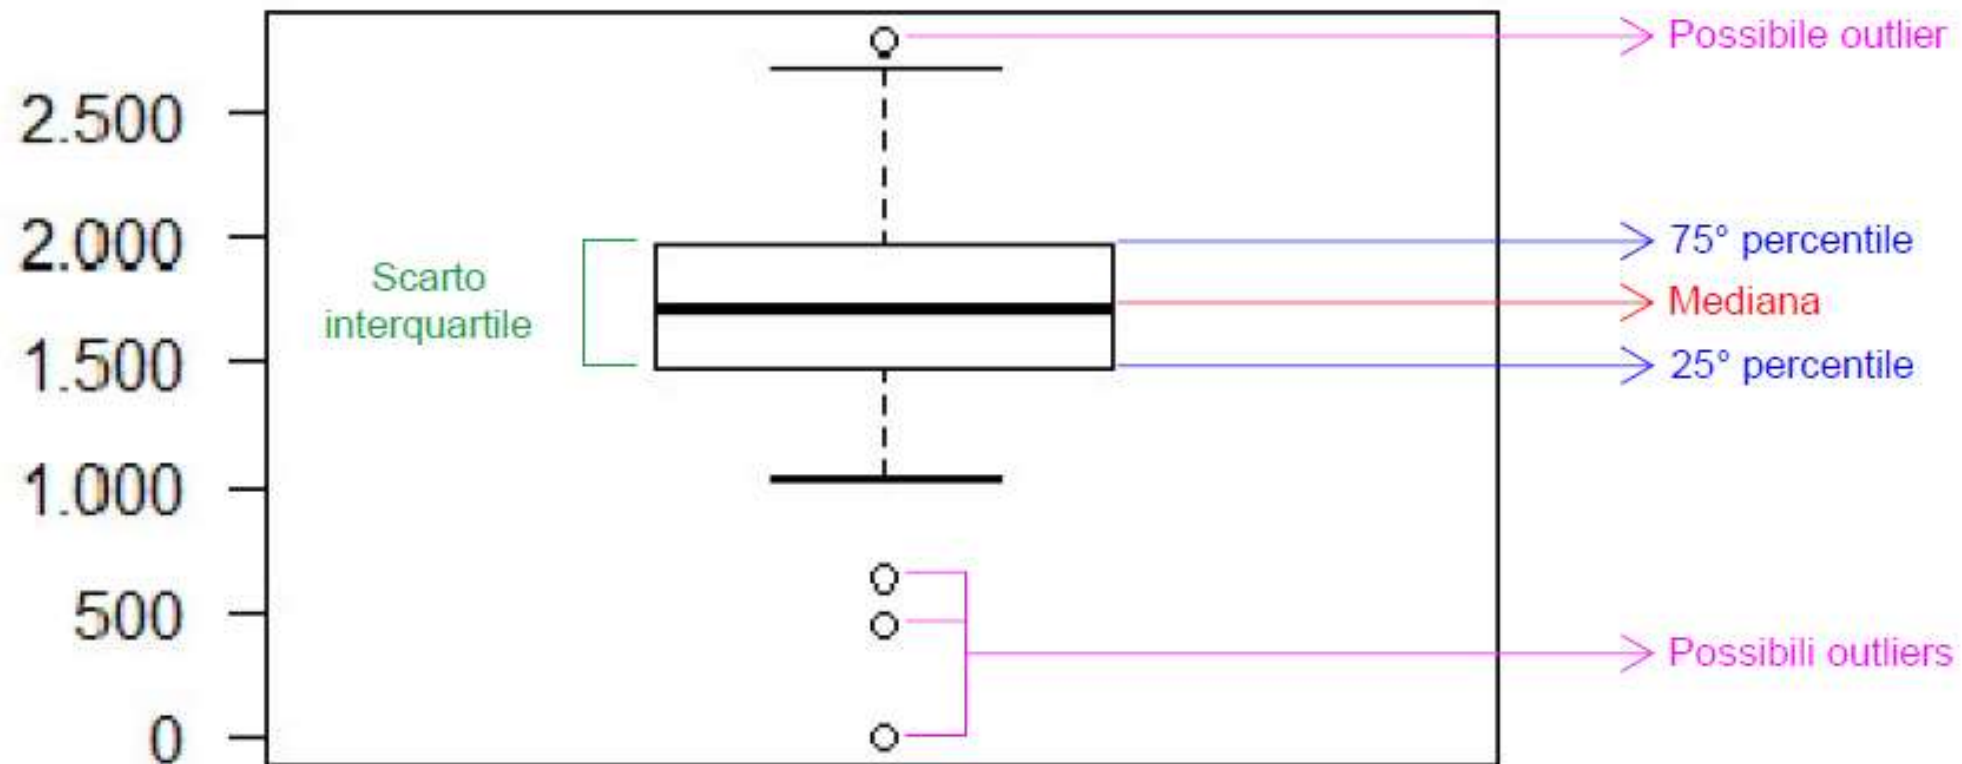 Possibile outlier
2.500
2.000
75° percentile
Scarto
interquartile
Mediana
1.500
25° percentile
1.000
500
Possibili outliers
0